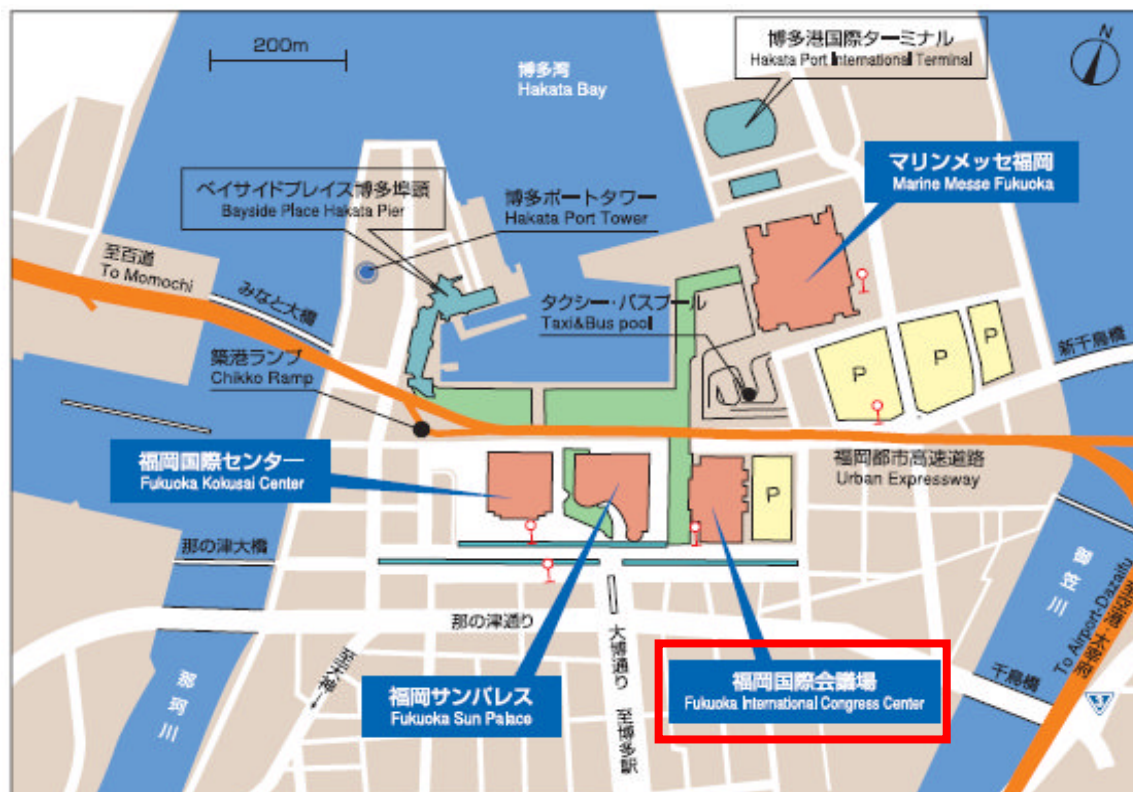 200m
博多湾
Hakata Bay
博多港国際ターミナル
Hakata Port International Terminal
N
マリンメッセ福岡
Marine Messe Fukuoka
ベイサイドプレイス博多埠頭
Bayside Place Hakata Pier
博多ポートタワー
Hakata Port Tower
至百道
To Momochi
みなと大橋
タクシー・バスプール
Taxi&Bus pool
築港ランプ
Chikko Ramp
P
P
P
新千鳥橋
福岡国際センター
Fukuoka Kokusai Center
P
福岡都市高速道路
Urban Expressway
那の津大橋
御笠川
那の津通り
至天神
大博通り
至博多駅
福岡サンパレス
Fukuoka Sun Palace
福岡国際会議場
Fukuoka International Congress Center
千鳥橋
To Airport·Dazaifu
至空港・太宰府
那珂川